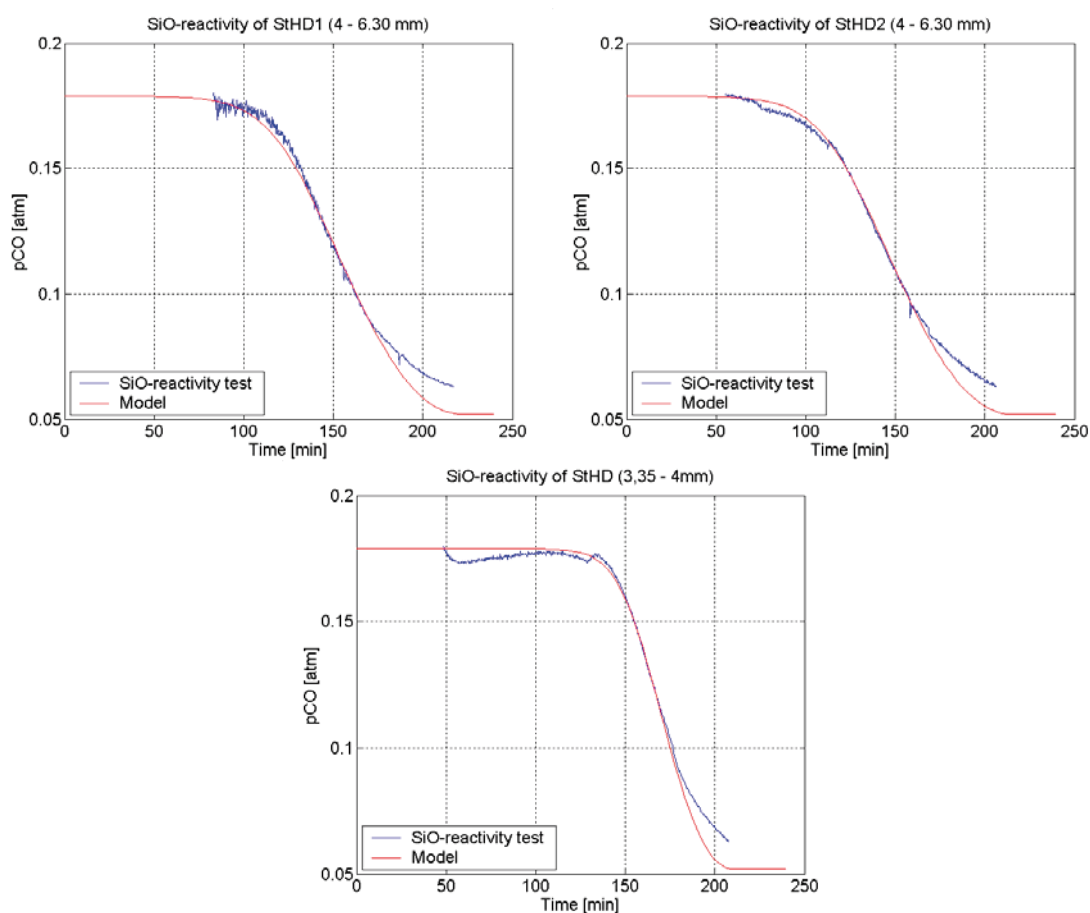 SiO-reactivity of StHD1 (4 - 6.30 mm)
0.2
0.15
0.1
0.05
pCO [atm]
SiO-reactivity test
Model
0 50 100 150 200 250
Time [min]
SiO-reactivity of StHD2 (4 - 6.30 mm)
0.2
0.15
0.1
0.05
pCO [atm]
SiO-reactivity test
Model
0 50 100 150 200 250
Time [min]
SiO-reactivity of StHD (3,35 - 4mm)
0.2
0.15
0.1
0.05
pCO [atm]
SiO-reactivity test
Model
0 50 100 150 200 250
Time [min]